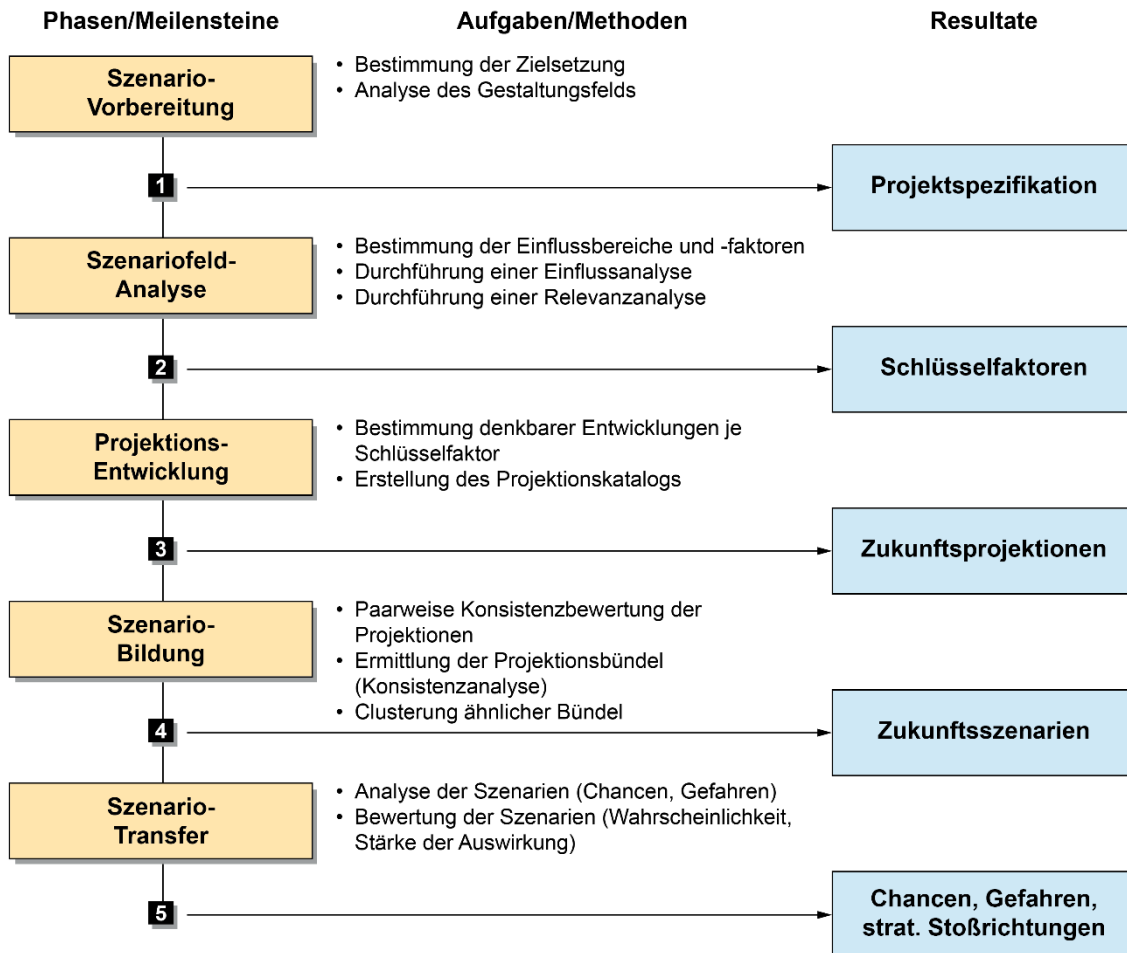 Phasen/Meilensteine
Aufgaben/Methoden
Resultate
Szenario-
Vorbereitung
• Bestimmung der Zielsetzung
• Analyse des Gestaltungsfelds
1
Projektspezifikation
Szenariofeld-
Analyse
• Bestimmung der Einflussbereiche und -faktoren
• Durchführung einer Einflussanalyse
• Durchführung einer Relevanzanalyse
2
Schlüsselfaktoren
Projektions-
Entwicklung
• Bestimmung denkbarer Entwicklungen je
Schlüsselfaktor
• Erstellung des Projektionskatalogs
3
Zukunftsprojektionen
Szenario-
Bildung
• Paarweise Konsistenzbewertung der
Projektionen
• Ermittlung der Projektionsbündel
(Konsistenzanalyse)
• Clusterung ähnlicher Bündel
4
Zukunftsszenarien
Szenario-
Transfer
• Analyse der Szenarien (Chancen, Gefahren)
• Bewertung der Szenarien (Wahrscheinlichkeit,
Stärke der Auswirkung)
5
Chancen, Gefahren,
strat. Stoßrichtungen